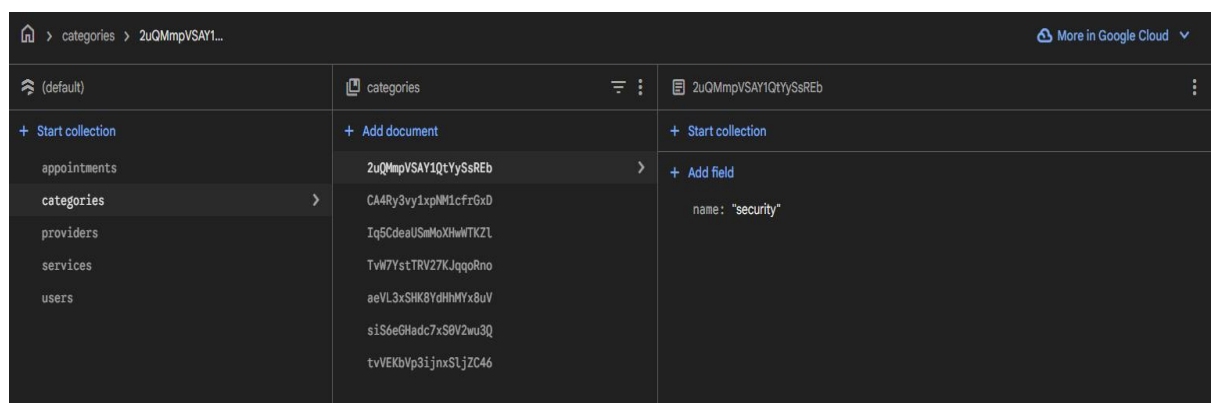 categories > 2uQMmpVSAY1...
More in Google Cloud
(default)
+ Start collection
appointments
categories
providers
services
users
categories
+ Add document
2uQMmpVSAY1QtYySsREb
CA4Ry3vy1xpNM1cfrGxD
Iq5CdeaUSmMoXHwWTKZl
TvW7YstTRV27KJqqoRno
aeVL3xSHK8YdHhMYx8uV
siS6eGHadc7xS0V2wu3Q
tvVEKbVp3ijnxSljZC46
2uQMmpVSAY1QtYySsREb
+ Start collection
+ Add field
name: "security"